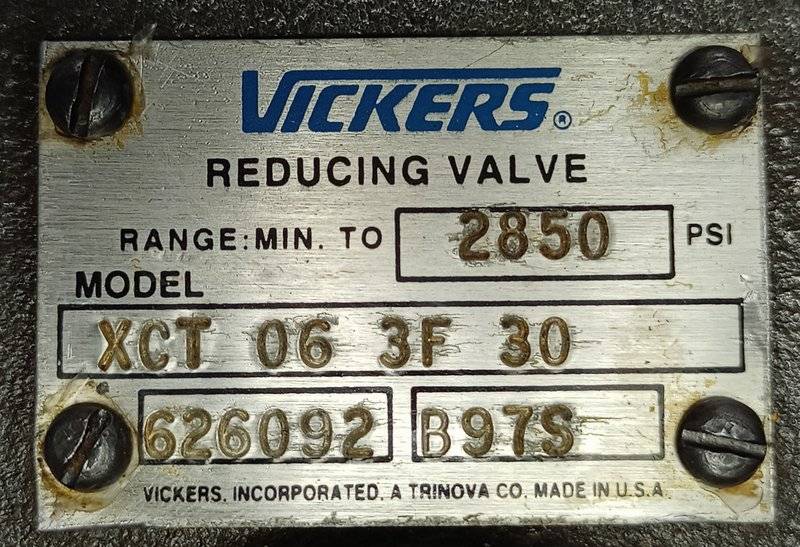 VICKERS®
REDUCING VALVE
RANGE: MIN. TO 2850 PSI
MODEL
XCT 06 3F 30
626092 B97S
VICKERS, INCORPORATED, A TRINOVA CO. MADE IN U.S.A.